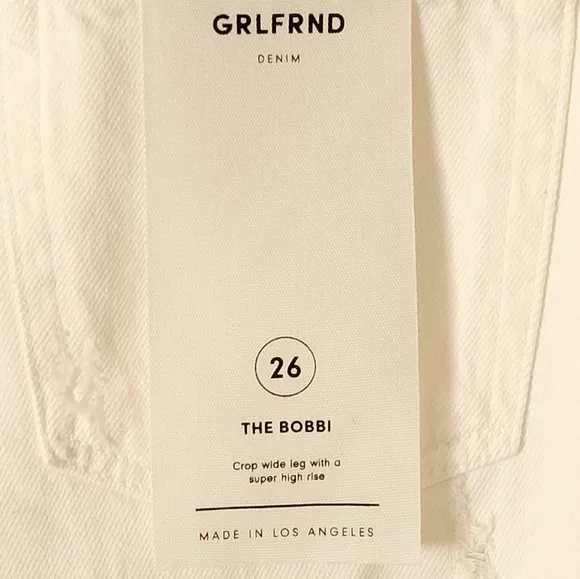 GRLFRND
DENIM
26
THE BOBBI
Crop wide leg with a
super high rise
MADE IN LOS ANGELES